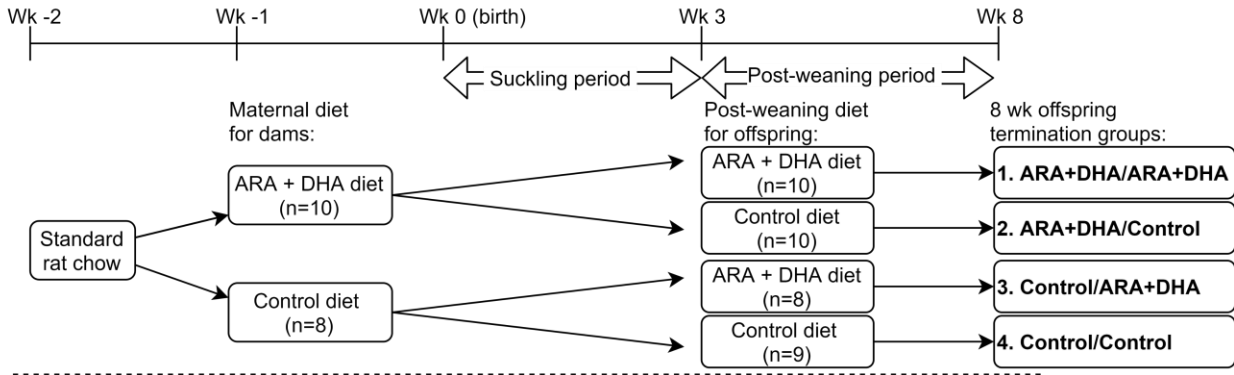 Wk -2
Wk -1
Wk 0 (birth)
Wk 3
Wk 8
Suckling period
Post-weaning period
Maternal diet
for dams:
Post-weaning diet
for offspring:
8 wk offspring
termination groups:
Standard
rat chow
ARA + DHA diet
(n=10)
Control diet
(n=8)
ARA + DHA diet
(n=10)
Control diet
(n=10)
ARA + DHA diet
(n=8)
Control diet
(n=9)
1. ARA+DHA/ARA+DHA
2. ARA+DHA/Control
3. Control/ARA+DHA
4. Control/Control